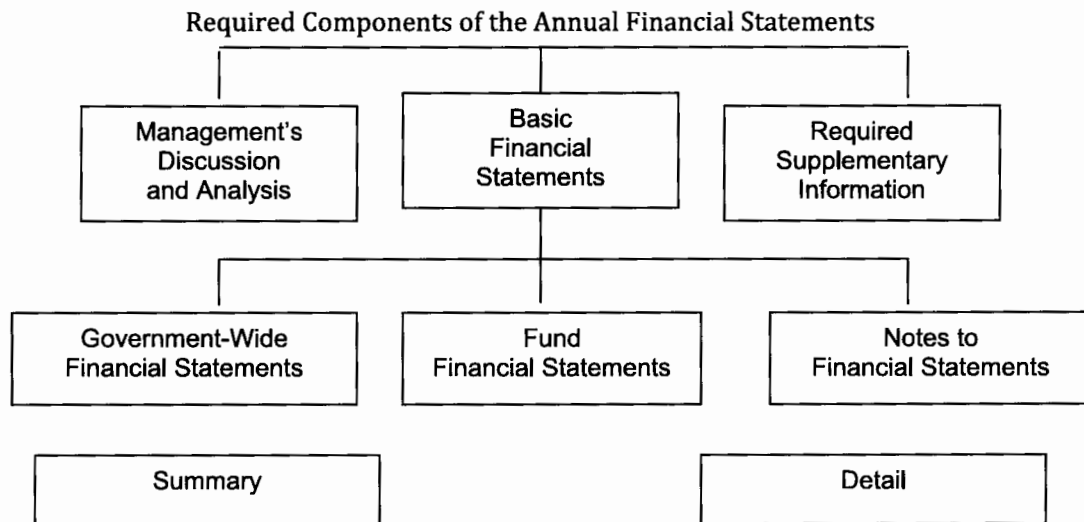 Required Components of the Annual Financial Statements
Management's
Discussion
and Analysis
Basic
Financial
Statements
Required
Supplementary
Information
Government-Wide
Financial Statements
Fund
Financial Statements
Notes to
Financial Statements
Summary
Detail